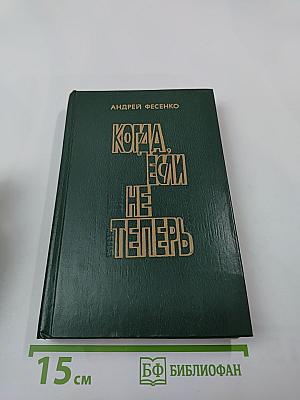 АНДРЕЙ ФЕСЕНКО
КОГДА,
ЕСЛИ
НЕ
ТЕПЕРЬ
15 см
БФ БИБЛИОФАН